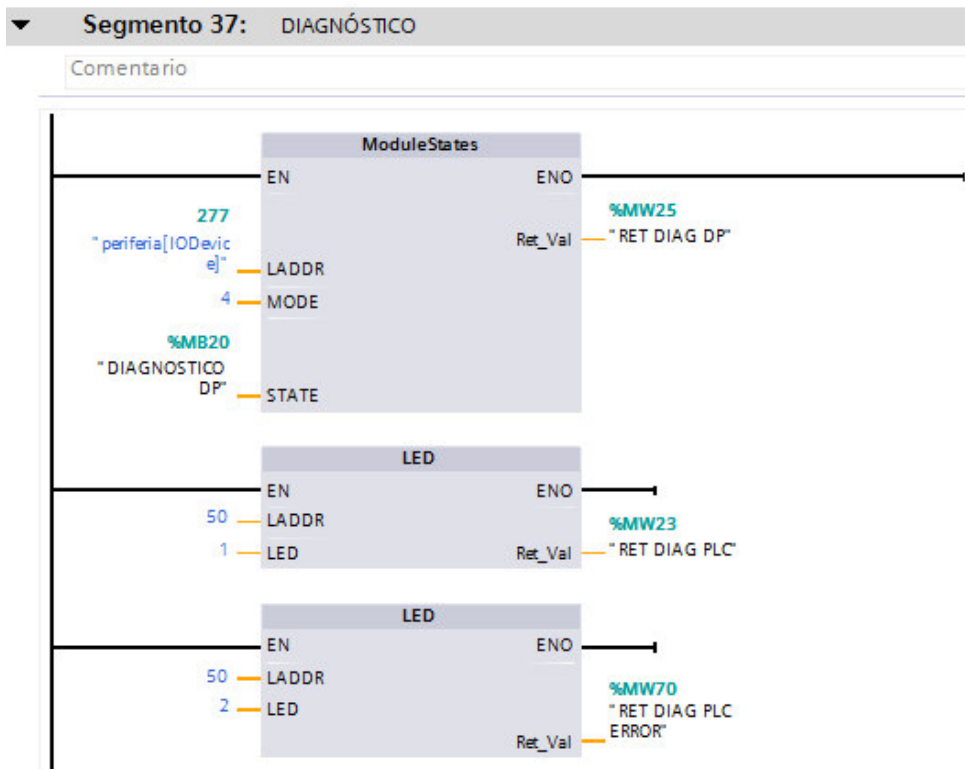 Segmento 37: DIAGNÓSTICO
Comentario
ModuleStates
EN ENO
277
"periferia[IODevic
e]"
LADDR
4 MODE
%MB20
"DIAGNOSTICO
DP"
STATE
%MW25
Ret_Val "RET DIAG DP"
LED
EN ENO
50 LADDR
1 LED
%MW23
Ret_Val "RET DIAG PLC"
LED
EN ENO
50 LADDR
2 LED
%MW70
"RET DIAG PLC
ERROR"
Ret_Val